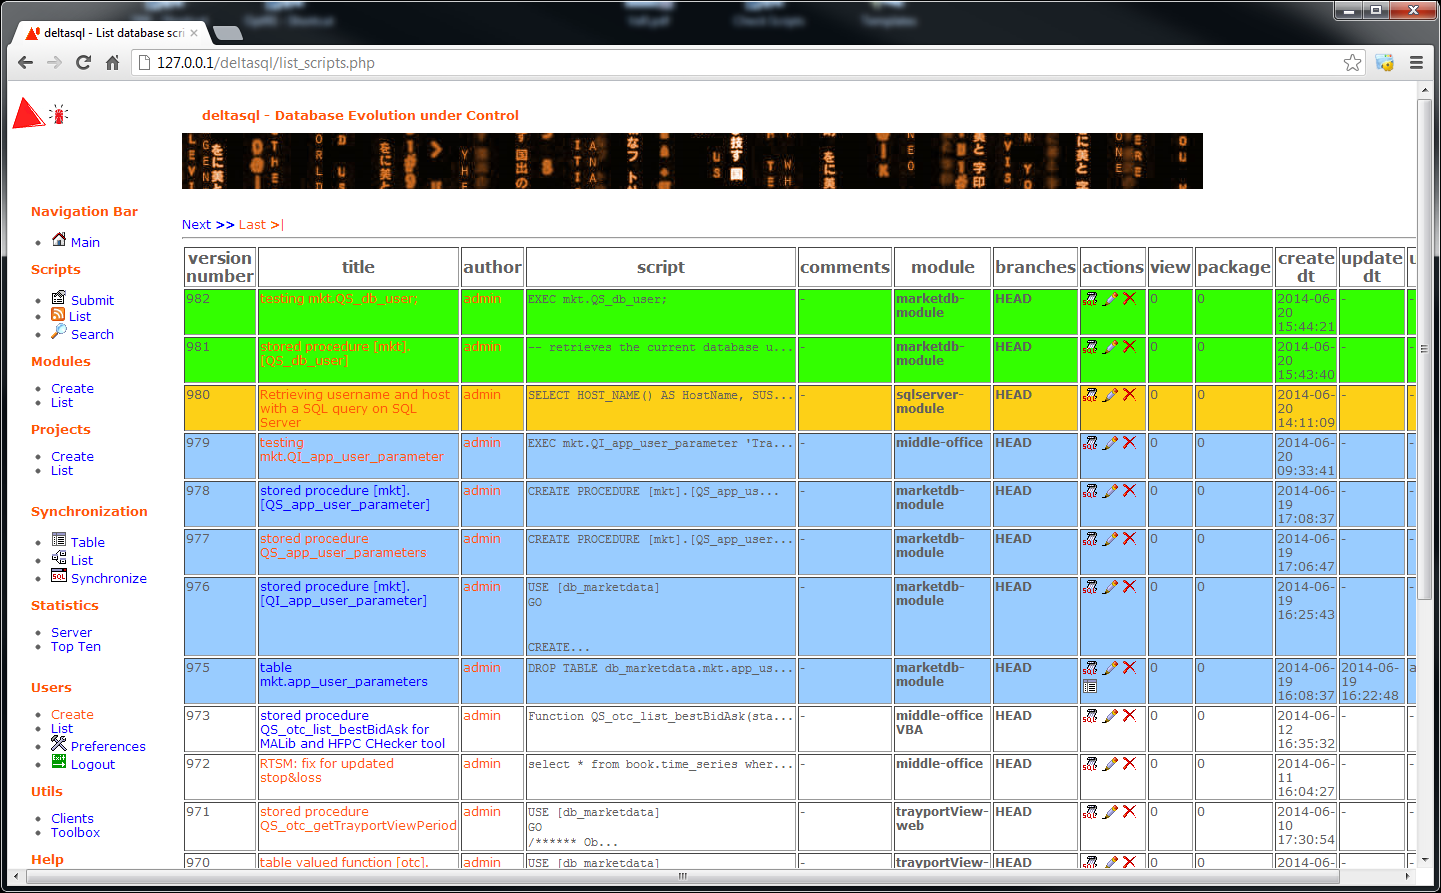 deltasql - List database scri
127.0.0.1/deltasql/list_scripts.php
deltasql - Database Evolution under Control
Navigation Bar
Main
Scripts
Submit
List
Search
Modules
Create
List
Projects
Create
List
Synchronization
Table
List
Synchronize
Statistics
Server
Top Ten
Users
Create
List
Preferences
Logout
Utils
Clients
Toolbox
Help
Next >> Last >|
version number title author script comments module branches actions view package create dt update dt u
982 testing mkt.QS_db_user; admin EXEC mkt.QS_db_user; - marketdb-module HEAD 0 0 2014-06-20 15:44:21 - -
981 stored procedure [mkt].[QS_db_user] admin -- retrieves the current database u... - marketdb-module HEAD 0 0 2014-06-20 15:43:40 - -
980 Retrieving username and host with a SQL query on SQL Server admin SELECT HOST_NAME() AS HostName, SUS... - sqlserver-module HEAD 0 0 2014-06-20 14:11:09 - -
979 testing mkt.QI_app_user_parameter admin EXEC mkt.QI_app_user_parameter 'Tra... - middle-office HEAD 0 0 2014-06-20 09:33:41 - -
978 stored procedure [mkt].[QS_app_user_parameter] admin CREATE PROCEDURE [mkt].[QS_app_us... - marketdb-module HEAD 0 0 2014-06-19 17:08:37 - -
977 stored procedure QS_app_user_parameters admin CREATE PROCEDURE [mkt].[QS_app_user... - marketdb-module HEAD 0 0 2014-06-19 17:06:47 - -
976 stored procedure [mkt].[QI_app_user_parameter] admin USE [db_marketdata] GO CREATE... - marketdb-module HEAD 0 0 2014-06-19 16:25:43 - -
975 table mkt.app_user_parameters admin DROP TABLE db_marketdata.mkt.app_us... - marketdb-module HEAD 0 0 2014-06-19 16:08:37 2014-06-19 16:22:48 a
973 stored procedure QS_otc_list_bestBidAsk for MALib and HFPC CHecker tool admin Function QS_otc_list_bestBidAsk(sta... - middle-office VBA HEAD 0 0 2014-06-12 16:35:32 - -
972 RTSM: fix for updated stop&loss admin select * from book.time_series wher... - middle-office HEAD 0 0 2014-06-11 16:04:27 - -
971 stored procedure QS_otc_getTrayportViewPeriod admin USE [db_marketdata] GO /****** Ob... - trayportView-web HEAD 0 0 2014-06-10 17:30:54 - -
970 table valued function [otc]. admin USE [db_marketdata] - trayportView- HEAD 0 0 2014-06- - -